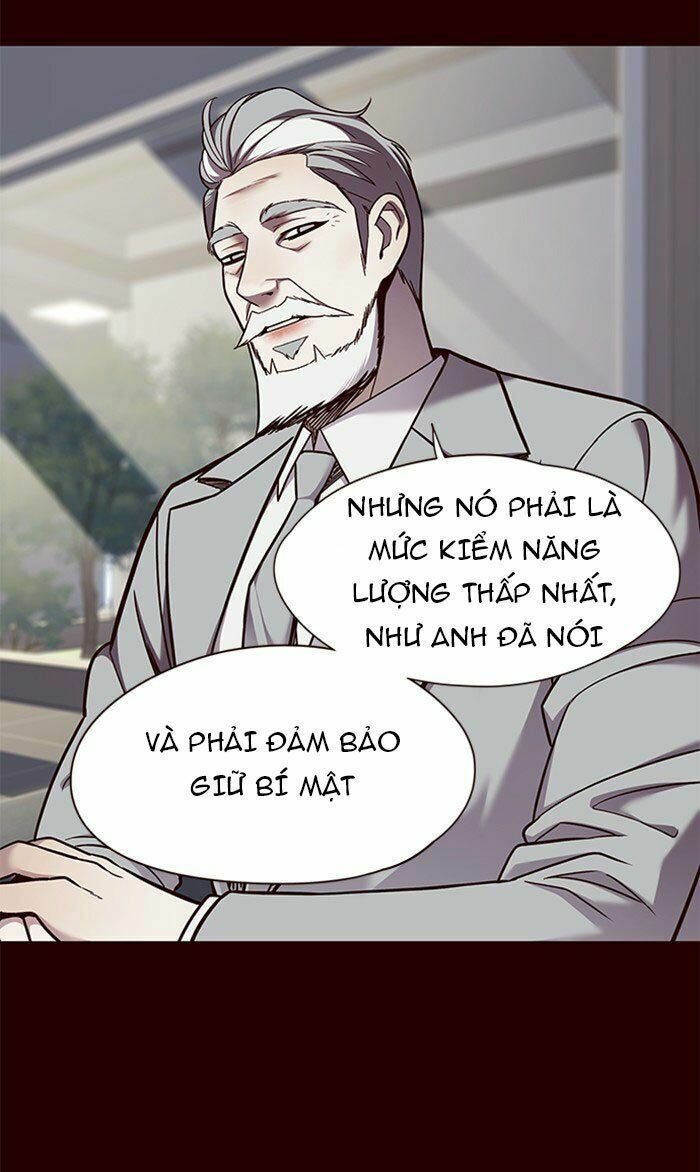 NHƯNG NÓ PHẢI LÀ
MỨC KIỂM NĂNG
LƯỢNG THẤP NHẤT,
NHƯ ANH ĐÃ NÓI
VÀ PHẢI ĐẢM BẢO
GIỮ BÍ MẬT